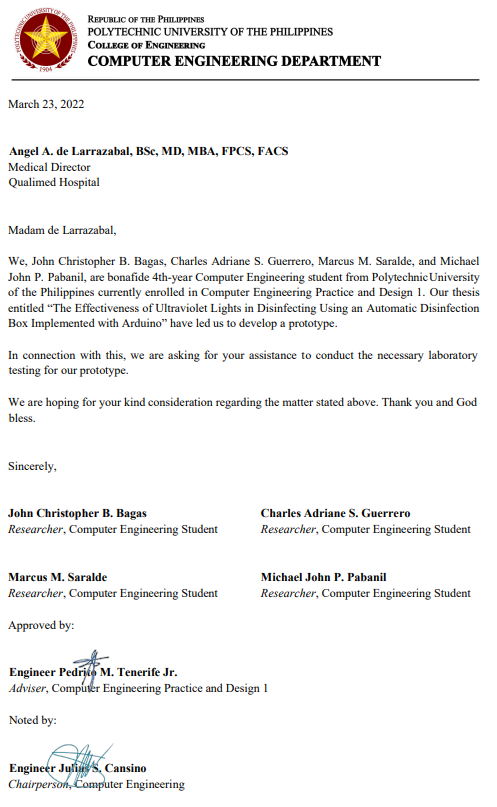 POLYTECHNIC UNIVERSITY OF THE PHILIPPINES
1904
REPUBLIC OF THE PHILIPPINES
POLYTECHNIC UNIVERSITY OF THE PHILIPPINES
COLLEGE OF ENGINEERING
COMPUTER ENGINEERING DEPARTMENT
March 23, 2022
Angel A. de Larrazabal, BSc, MD, MBA, FPCS, FACS
Medical Director
Qualimed Hospital
Madam de Larrazabal,
We, John Christopher B. Bagas, Charles Adriane S. Guerrero, Marcus M. Saralde, and Michael
John P. Pabanil, are bonafide 4th-year Computer Engineering student from Polytechnic University
of the Philippines currently enrolled in Computer Engineering Practice and Design 1. Our thesis
entitled “The Effectiveness of Ultraviolet Lights in Disinfecting Using an Automatic Disinfection
Box Implemented with Arduino” have led us to develop a prototype.
In connection with this, we are asking for your assistance to conduct the necessary laboratory
testing for our prototype.
We are hoping for your kind consideration regarding the matter stated above. Thank you and God
bless.
Sincerely,
John Christopher B. Bagas
Researcher, Computer Engineering Student
Charles Adriane S. Guerrero
Researcher, Computer Engineering Student
Marcus M. Saralde
Researcher, Computer Engineering Student
Michael John P. Pabanil
Researcher, Computer Engineering Student
Approved by:
Engineer Pedrito M. Tenerife Jr.
Adviser, Computer Engineering Practice and Design 1
Noted by:
Engineer Julius S. Cansino
Chairperson, Computer Engineering